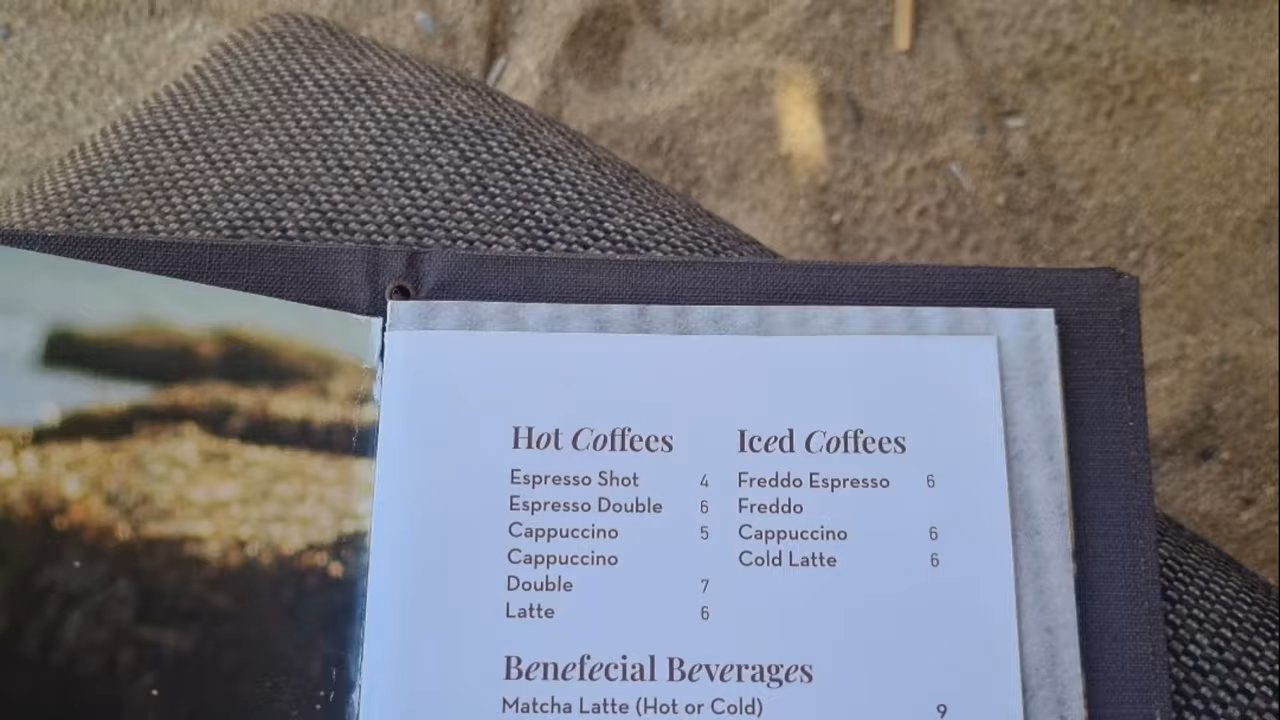 Hot Coffees
Espresso Shot 4
Espresso Double 6
Cappuccino 5
Cappuccino
Double 7
Latte 6
Iced Coffees
Freddo Espresso 6
Freddo
Cappuccino 6
Cold Latte 6
Benefecial Beverages
Matcha Latte (Hot or Cold) 9